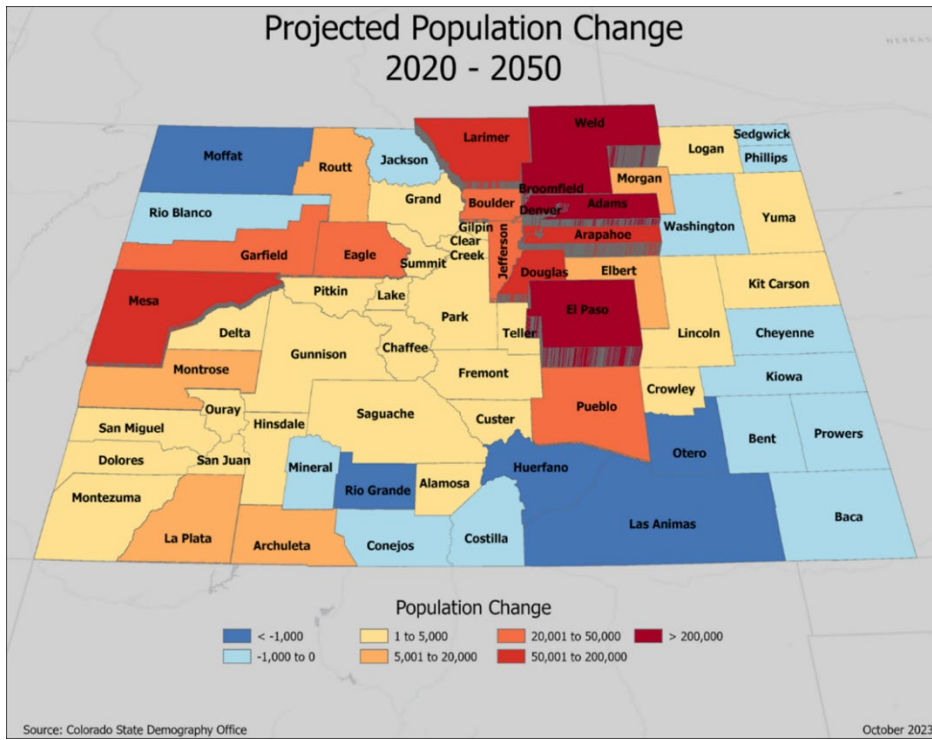 Projected Population Change
2020 - 2050
Weld
Larimer
Sedgwick
Logan
Phillips
Moffat
Jackson
Routt
Morgan
Broomfield
Grand
Boulder
Denver
Adams
Rio Blanco
Yuma
Washington
Gilpin
Arapahoe
Clear
Creek
Jefferson
Garfield
Eagle
Summit
Douglas
Elbert
Kit Carson
Pitkin
Lake
Mesa
El Paso
Park
Delta
Teller
Lincoln
Cheyenne
Chaffee
Gunnison
Montrose
Fremont
Kiowa
Crowley
Pueblo
Ouray
Saguache
Custer
Hinsdale
San Miguel
Prowers
Bent
Otero
Dolores
San Juan
Mineral
Huerfano
Alamosa
Rio Grande
Montezuma
Baca
Las Animas
La Plata
Archuleta
Conejos
Costilla
Population Change
< -1,000
1 to 5,000
20,001 to 50,000
> 200,000
-1,000 to 0
5,001 to 20,000
50,001 to 200,000
Source: Colorado State Demography Office
October 2023